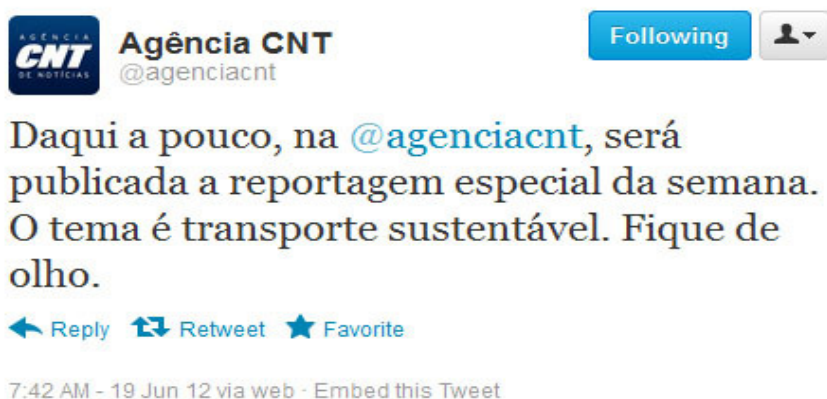 AGÊNCIA
CNT
DE NOTÍCIAS
Agência CNT
@agenciacnt
Following
Daqui a pouco, na @agenciacnt, será
publicada a reportagem especial da semana.
O tema é transporte sustentável. Fique de
olho.
Reply Retweet Favorite
7:42 AM - 19 Jun 12 via web · Embed this Tweet